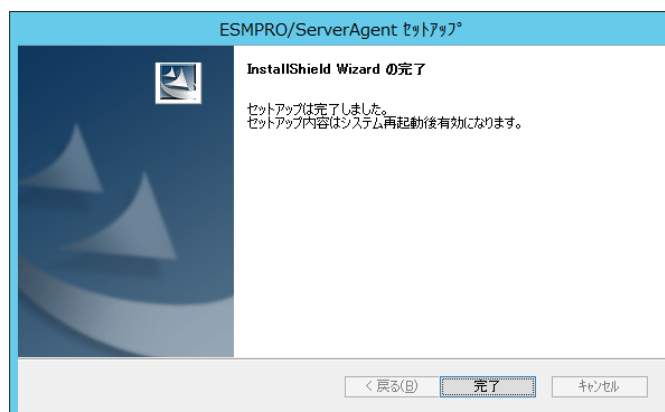 ESMPRO/ServerAgent ｾｯﾄｱｯﾌﾟ
InstallShield Wizard の完了
セットアップは完了しました。
セットアップ内容はシステム再起動後有効になります。
< 戻る(B)
完了
ｷｬﾝｾﾙ